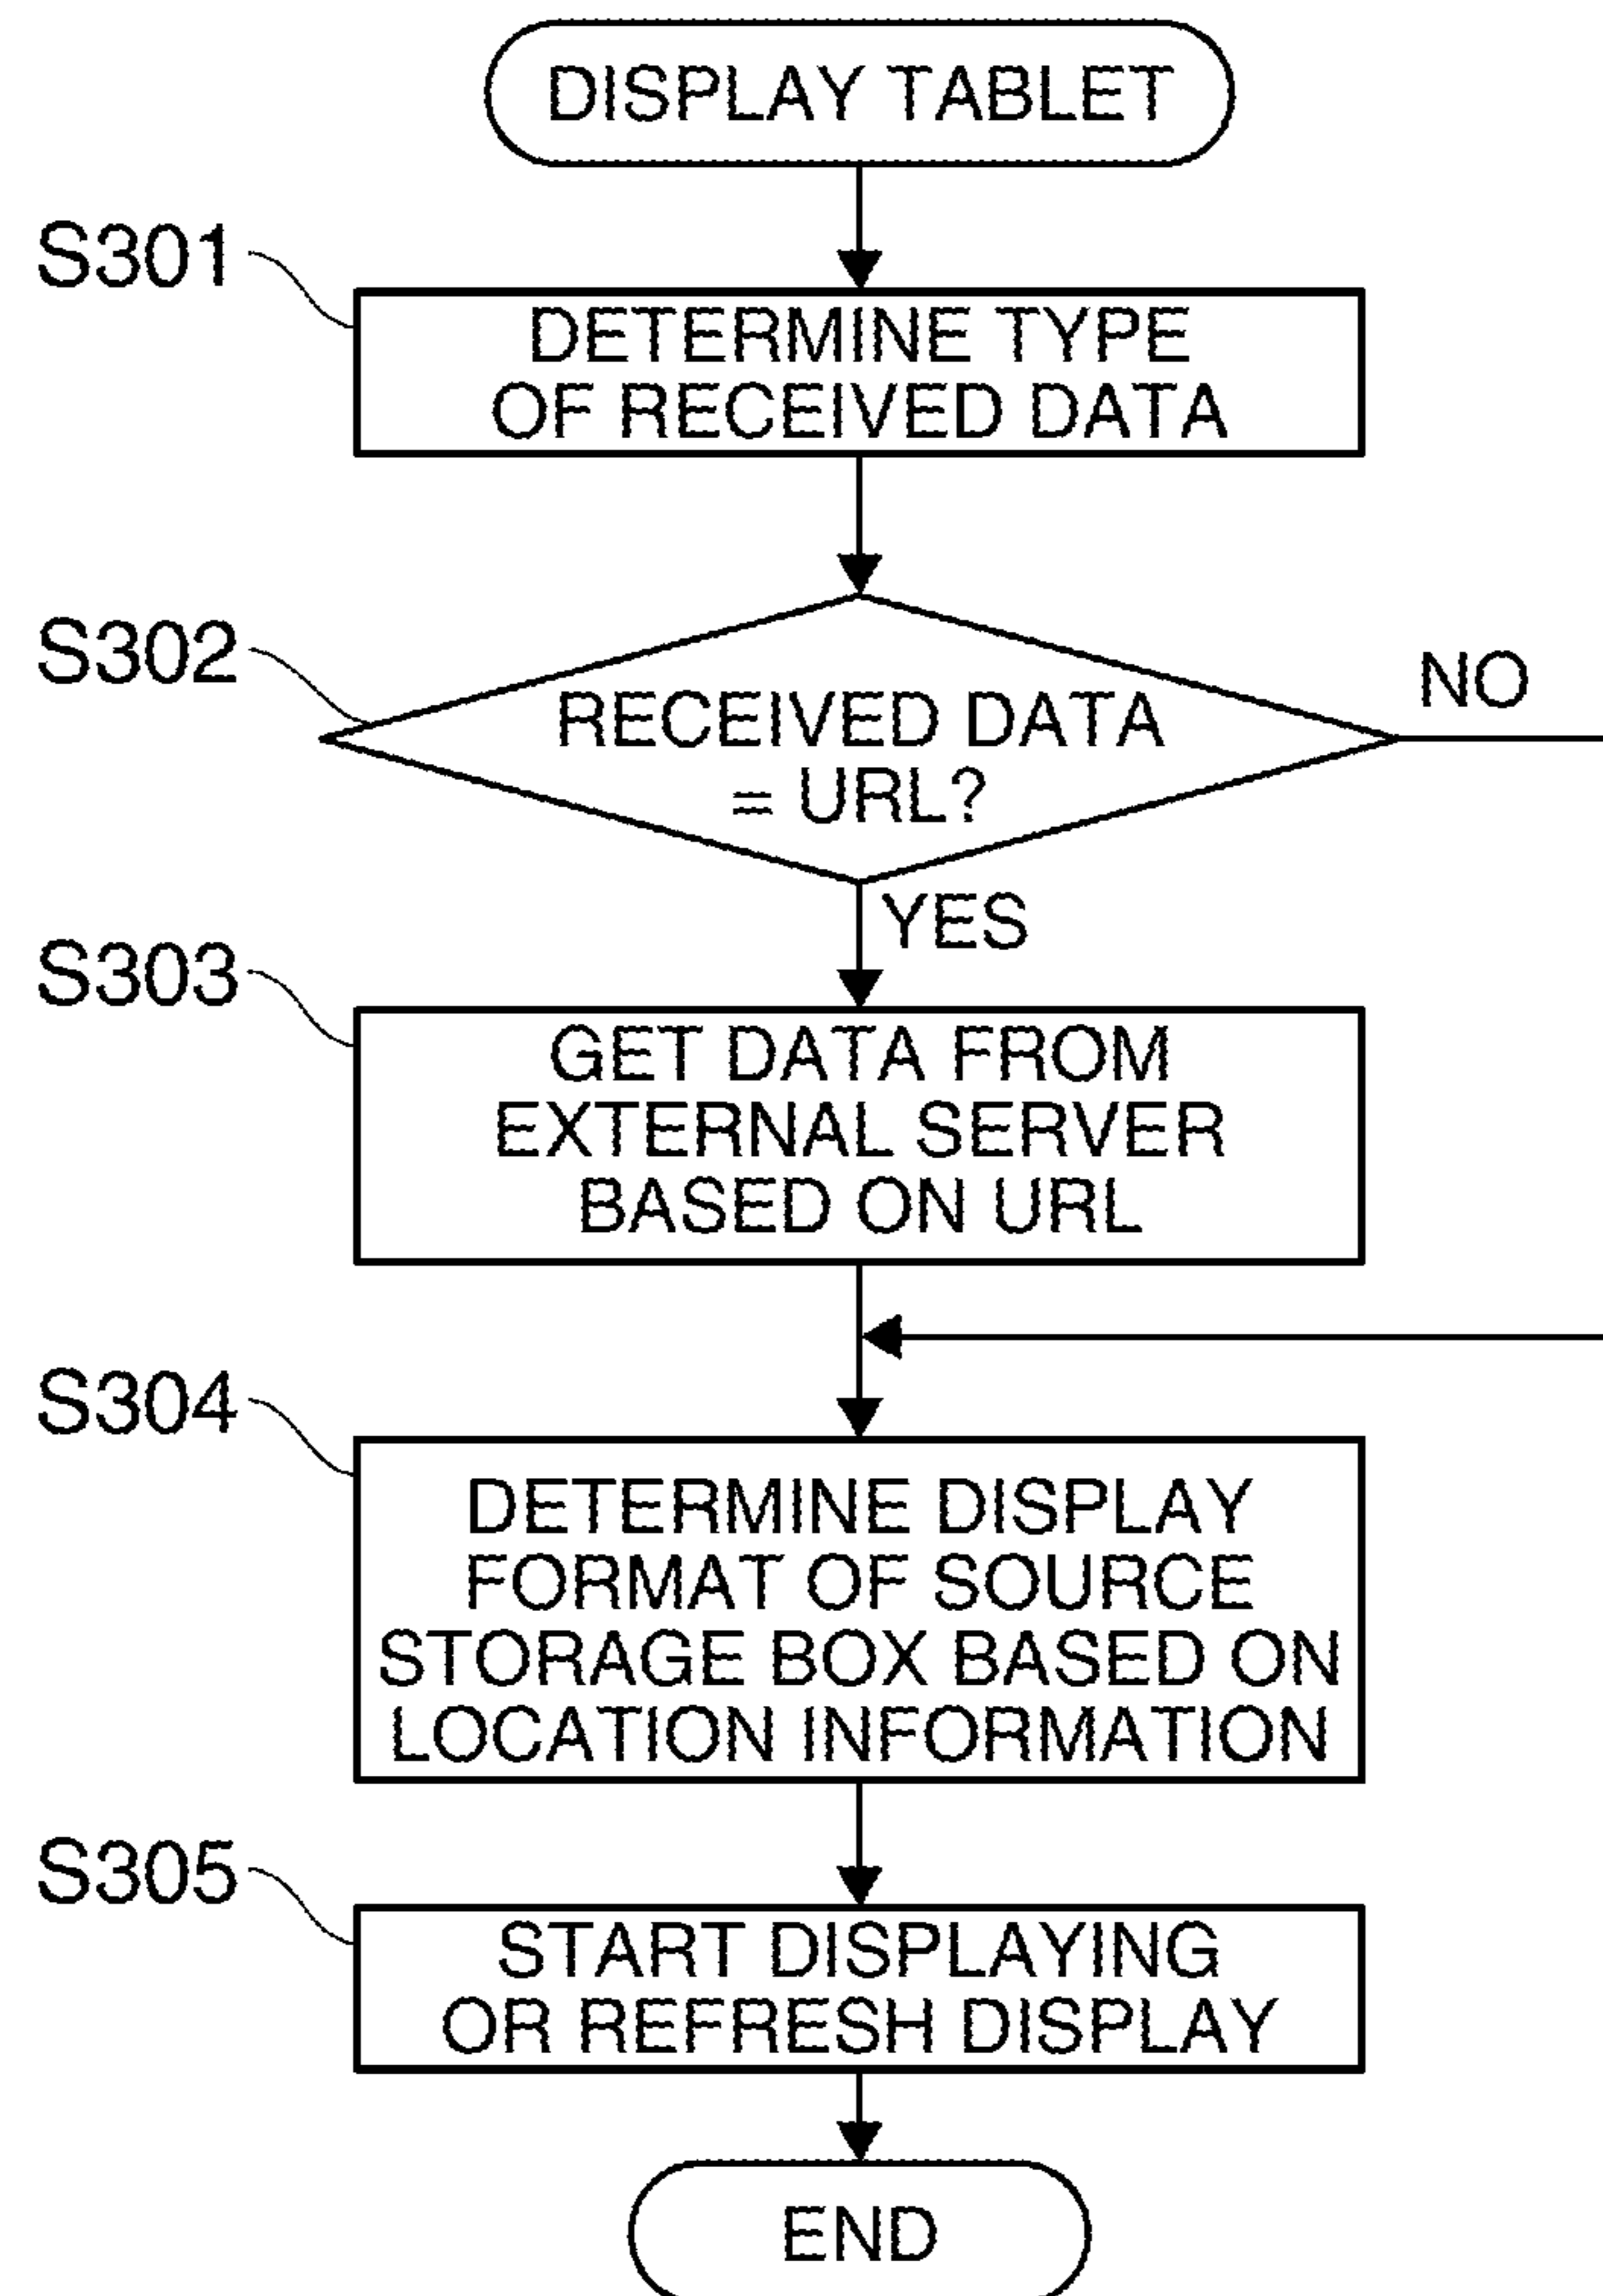 DISPLAY TABLET
S301
DETERMINE TYPE
OF RECEIVED DATA
S302
RECEIVED DATA
= URL?
NO
YES
S303
GET DATA FROM
EXTERNAL SERVER
BASED ON URL
S304
DETERMINE DISPLAY
FORMAT OF SOURCE
STORAGE BOX BASED ON
LOCATION INFORMATION
S305
START DISPLAYING
OR REFRESH DISPLAY
END